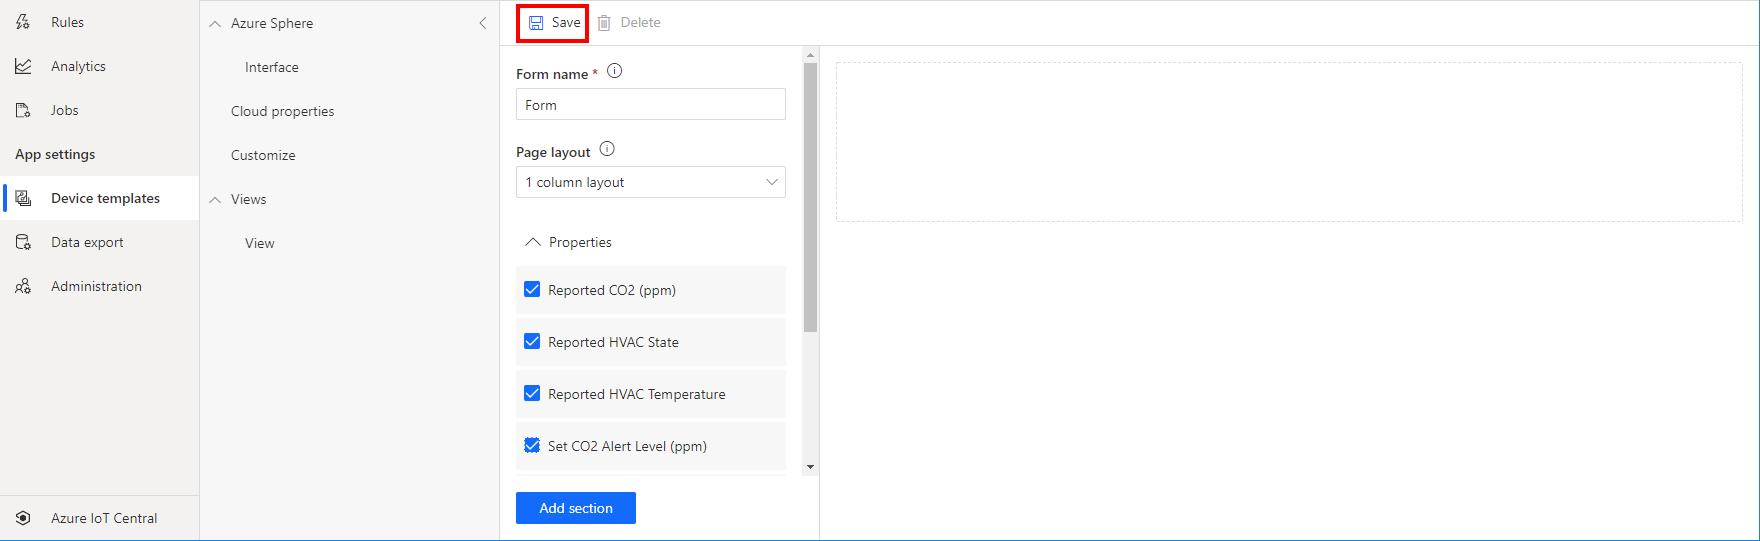 Rules
Analytics
Jobs
App settings
Device templates
Data export
Administration
Azure IoT Central
Azure Sphere
Interface
Cloud properties
Customize
Views
View
Save
Delete
Form name *
Form
Page layout
1 column layout
Properties
Reported CO2 (ppm)
Reported HVAC State
Reported HVAC Temperature
Set CO2 Alert Level (ppm)
Add section